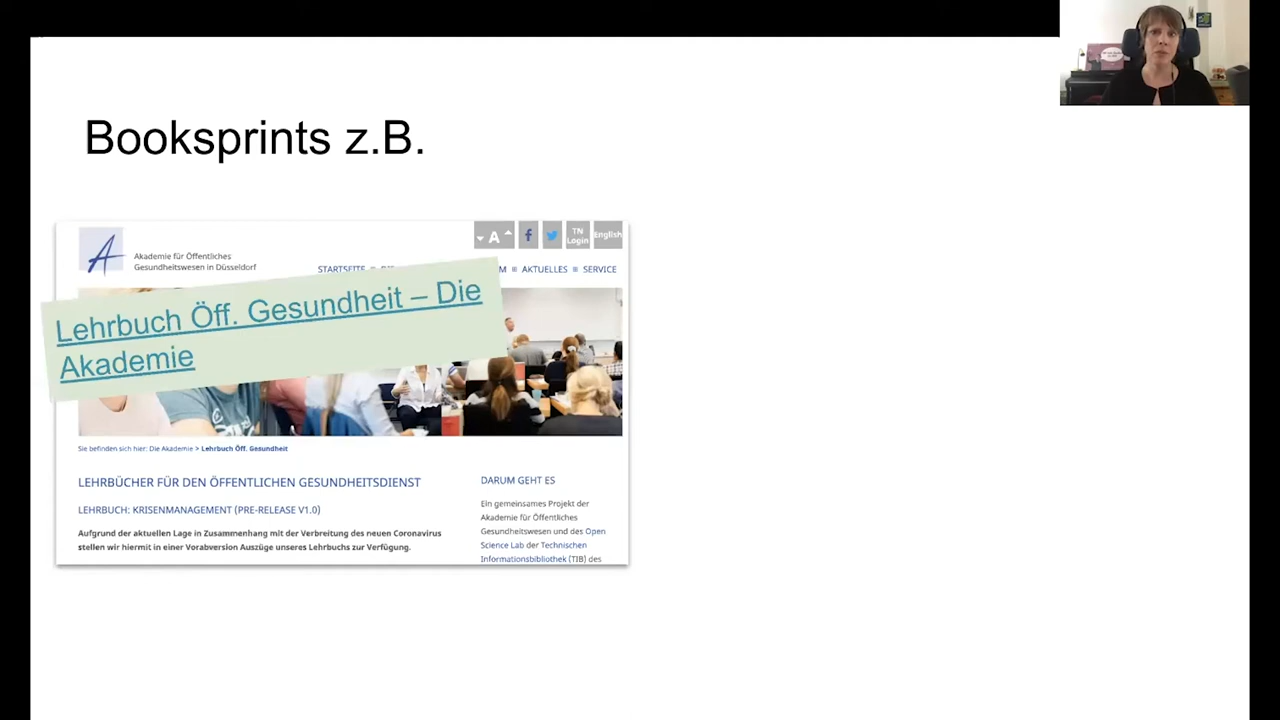 Booksprints z.B.
A
TN
Login
English
A
Akademie für Öffentliches
Gesundheitswesen in Düsseldorf
STARTSEITE
AKTUELLES
SERVICE
Lehrbuch Öff. Gesundheit – Die
Akademie
Sie befinden sich hier: Die Akademie > Lehrbuch Öff. Gesundheit
LEHRBÜCHER FÜR DEN ÖFFENTLICHEN GESUNDHEITSDIENST
LEHRBUCH: KRISENMANAGEMENT (PRE-RELEASE V1.0)
Aufgrund der aktuellen Lage in Zusammenhang mit der Verbreitung des neuen Coronavirus
stellen wir hiermit in einer Vorabversion Auszüge unseres Lehrbuchs zur Verfügung.
DARUM GEHT ES
Ein gemeinsames Projekt der
Akademie für Öffentliches
Gesundheitswesen und des Open
Science Lab der Technischen
Informationsbibliothek (TIB) des